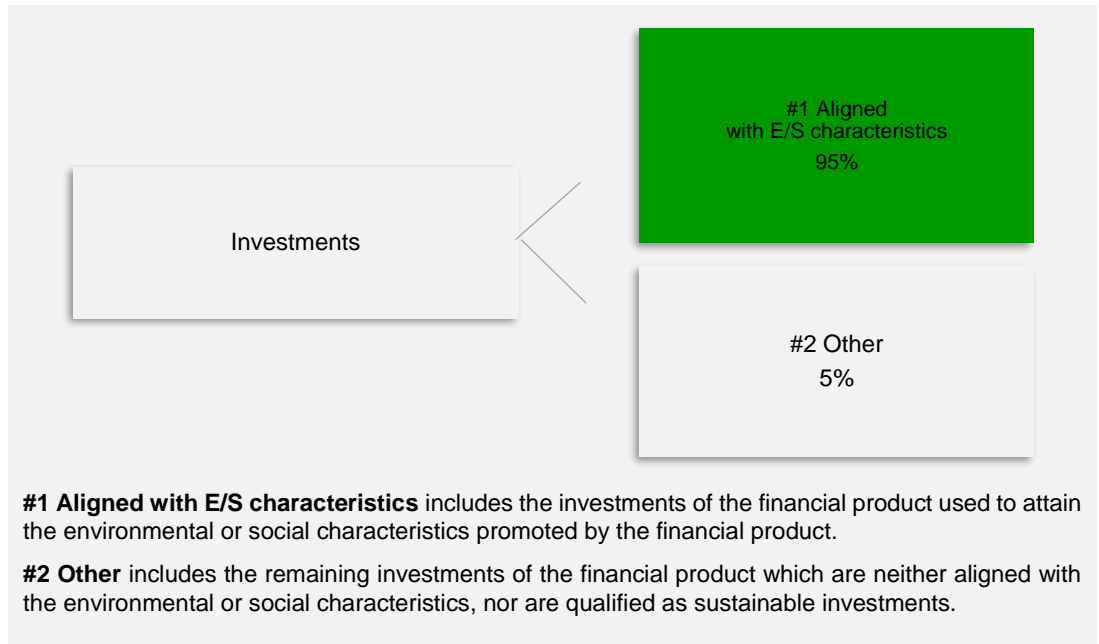 #1 Aligned
with E/S characteristics
95%
Investments
#2 Other
5%
#1 Aligned with E/S characteristics includes the investments of the financial product used to attain
the environmental or social characteristics promoted by the financial product.
#2 Other includes the remaining investments of the financial product which are neither aligned with
the environmental or social characteristics, nor are qualified as sustainable investments.